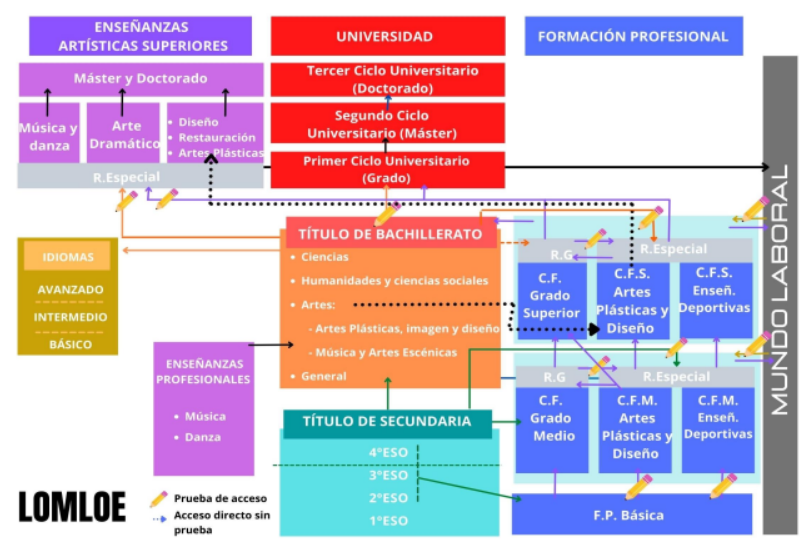 ENSEÑANZAS
ARTÍSTICAS SUPERIORES
UNIVERSIDAD
FORMACIÓN PROFESIONAL
Máster y Doctorado
Música y
danza
Arte
Dramático
• Diseño
• Restauración
• Artes Plásticas
R.Especial
Tercer Ciclo Universitario
(Doctorado)
Segundo Ciclo
Universitario (Máster)
Primer Ciclo Universitario
(Grado)
MUNDO LABORAL
IDIOMAS
AVANZADO
INTERMEDIO
BÁSICO
TÍTULO DE BACHILLERATO
• Ciencias
• Humanidades y ciencias sociales
• Artes:
- Artes Plásticas, imagen y diseño
- Música y Artes Escénicas
• General
R.G
R.Especial
C.F.
Grado
Superior
C.F.S.
Artes
Plásticas y
Diseño
C.F.S.
Enseñ.
Deportivas
ENSEÑANZAS
PROFESIONALES
• Música
• Danza
R.G
R.Especial
C.F.
Grado
Medio
C.F.M.
Artes
Plásticas y
Diseño
C.F.M.
Enseñ.
Deportivas
TÍTULO DE SECUNDARIA
4ºESO
3ºESO
2ºESO
1ºESO
F.P. Básica
LOMLOE
Prueba de acceso
Acceso directo sin
prueba